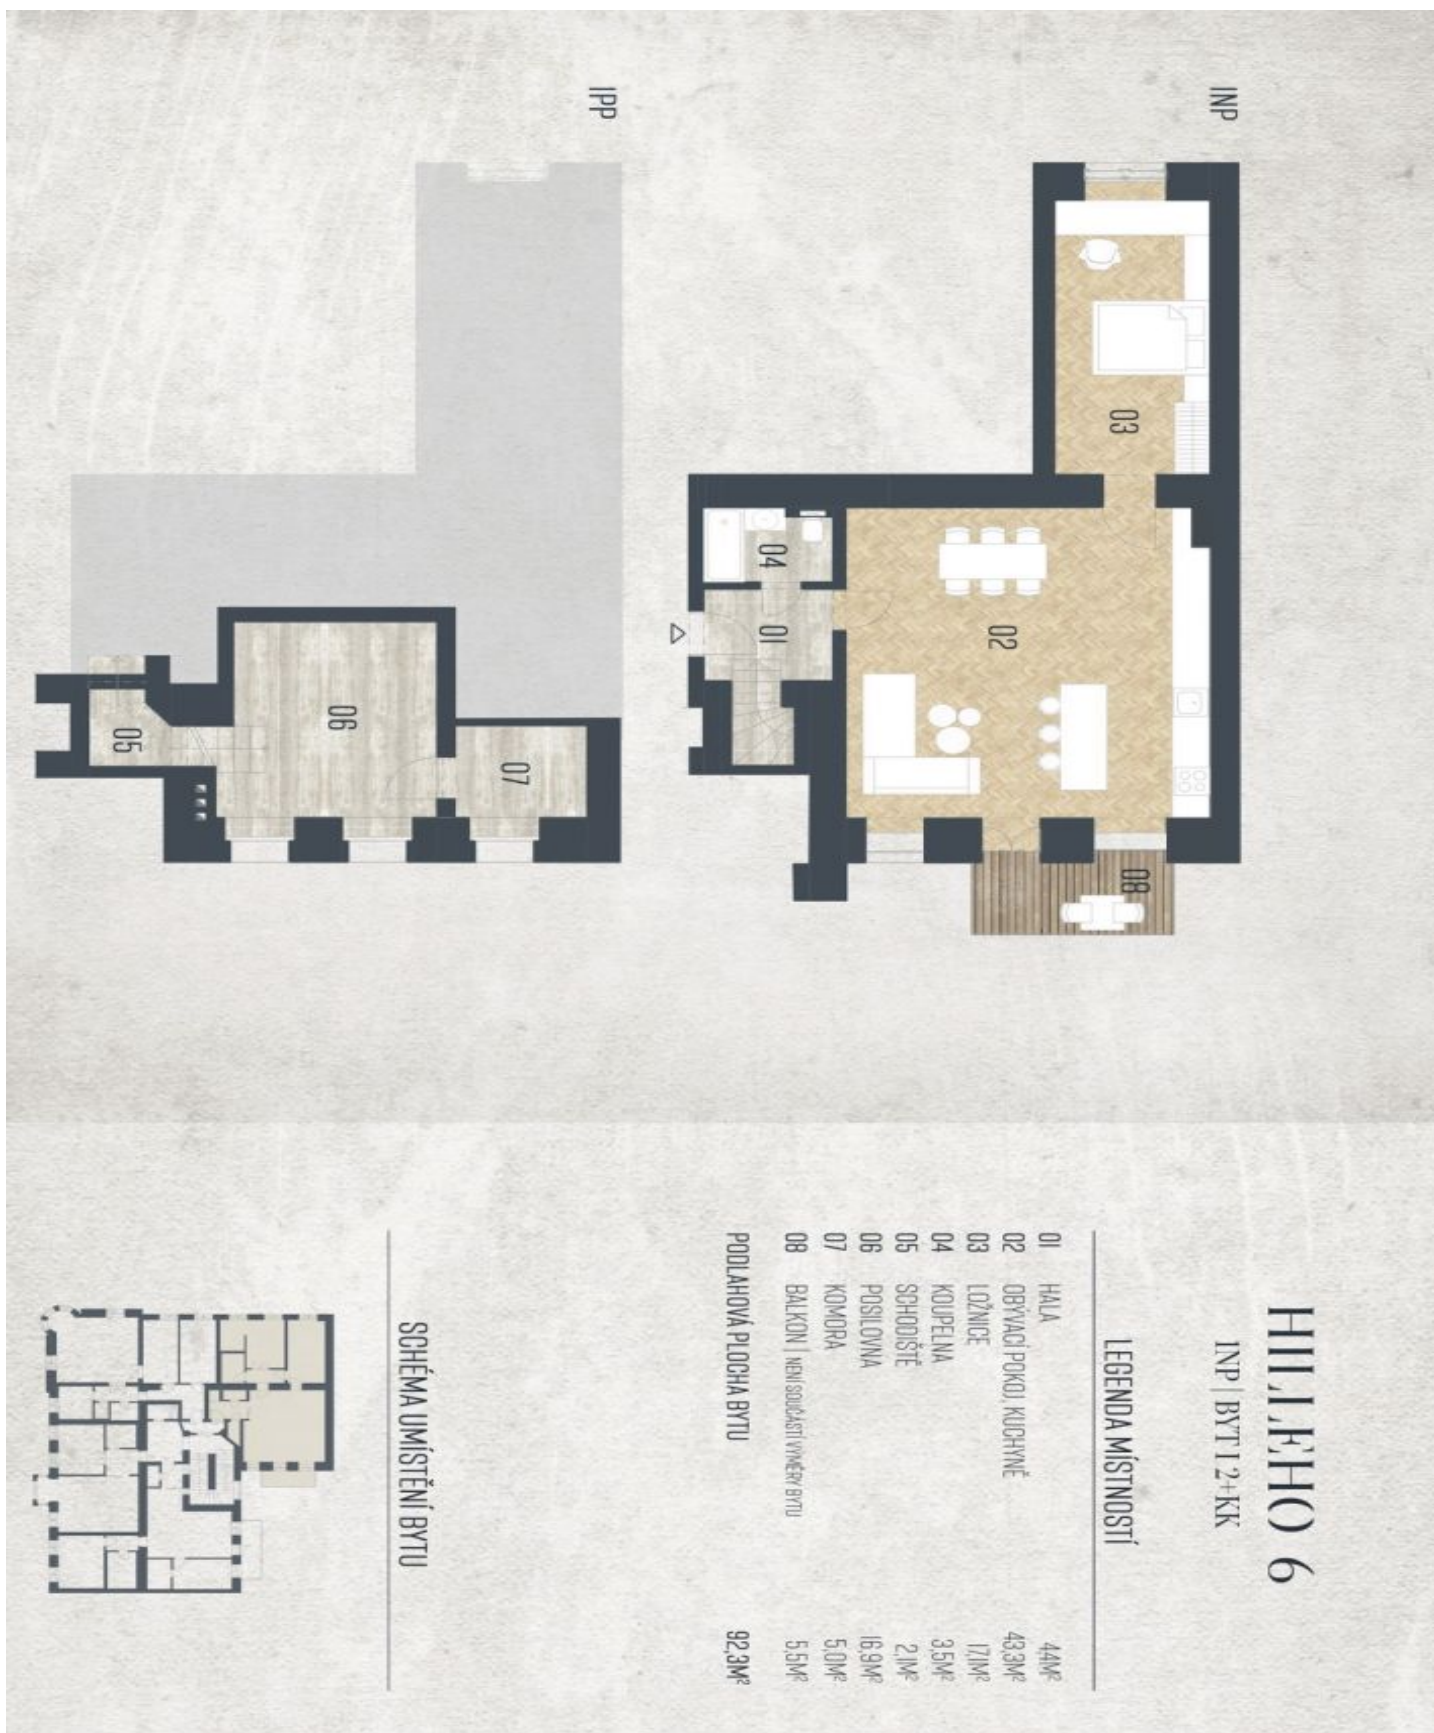 HILLEHO 6
1NP | BYT 1 2+KK
LEGENDA MÍSTNOSTÍ
01 HALA 4,4M²
02 OBÝVACÍ POKOJ, KUCHYNĚ 43,3M²
03 LOŽNICE 17,1M²
04 KOUPELNA 3,5M²
05 SCHODIŠTĚ 2,1M²
06 POSILOVNA 16,9M²
07 KOMORA 5,0M²
08 BALKON | NENÍ SOUČÁSTÍ VÝMĚRY BYTU 5,5M²
PODLAHOVÁ PLOCHA BYTU 92,3M²
SCHÉMA UMÍSTĚNÍ BYTU
1NP
03
02
04
01
08
1PP
06
07
05